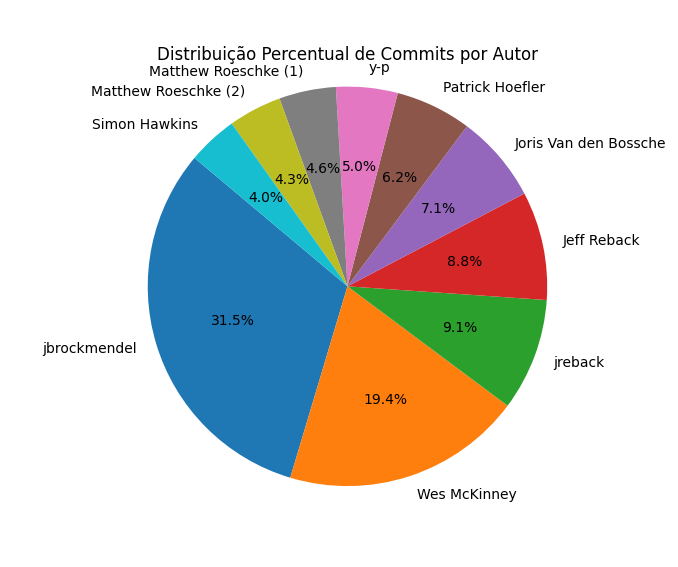 Distribuição Percentual de Commits por Autor
y-p
Matthew Roeschke (1)
Matthew Roeschke (2)
Patrick Hoefler
Simon Hawkins
Joris Van den Bossche
Jeff Reback
jbrockmendel
jreback
Wes McKinney
5.0%
4.6%
6.2%
4.3%
4.0%
7.1%
8.8%
31.5%
9.1%
19.4%